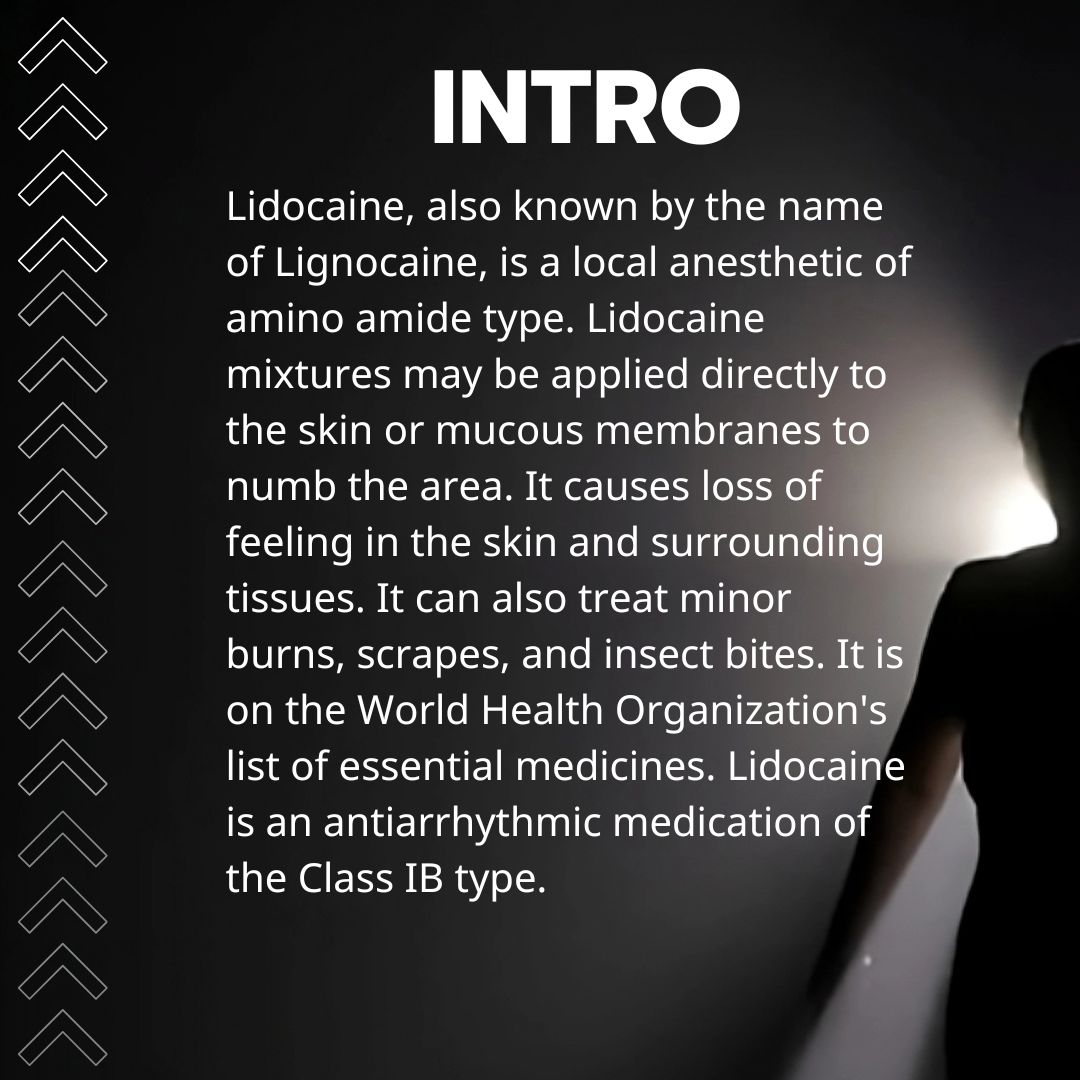 INTRO
Lidocaine, also known by the name
of Lignocaine, is a local anesthetic of
amino amide type. Lidocaine
mixtures may be applied directly to
the skin or mucous membranes to
numb the area. It causes loss of
feeling in the skin and surrounding
tissues. It can also treat minor
burns, scrapes, and insect bites. It is
on the World Health Organization's
list of essential medicines. Lidocaine
is an antiarrhythmic medication of
the Class IB type.